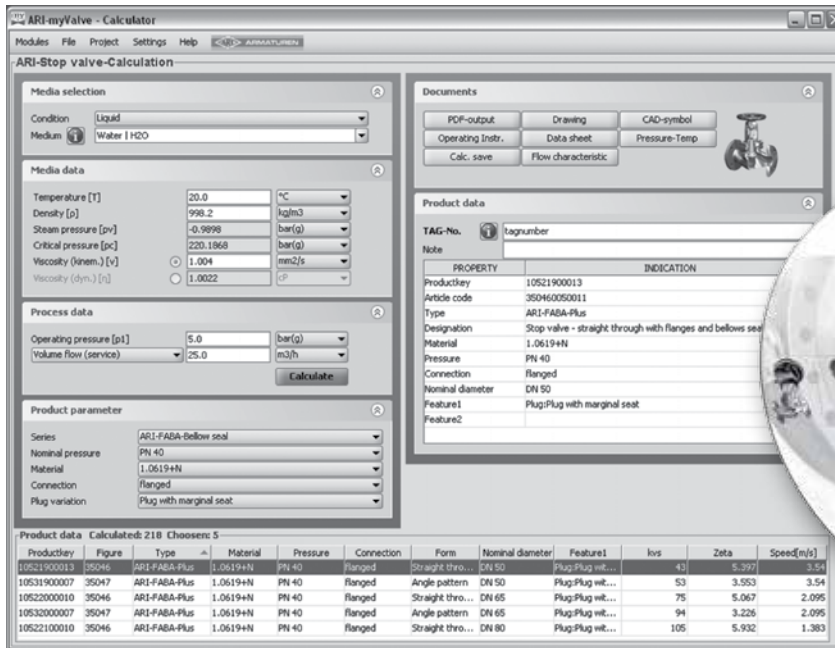 ARI-myValve - Calculator
Modules File Project Settings Help ARI ARMATUREN
ARI-Stop valve-Calculation
Media selection
Condition Liquid
Medium Water | H2O
Media data
Temperature [T] 20.0 °C
Density [ρ] 998.2 kg/m3
Steam pressure [pv] -0.9898 bar(g)
Critical pressure [pc] 220.1868 bar(g)
Viscosity (kinem.) [ν] 1.004 mm2/s
Viscosity (dyn.) [η] 1.0022 cP
Process data
Operating pressure [p1] 5.0 bar(g)
Volume flow (service) 25.0 m3/h
Calculate
Product parameter
Series ARI-FABA-Bellow seal
Nominal pressure PN 40
Material 1.0619+N
Connection flanged
Plug variation Plug with marginal seat
Documents
PDF-output Drawing CAD-symbol
Operating Instr. Data sheet Pressure-Temp
Calc. save Flow characteristic
Product data
TAG-No. tagnumber
Note
PROPERTY INDICATION
Productkey 10521900013
Article code 350460050011
Type ARI-FABA-Plus
Designation Stop valve - straight through with flanges and bellows seal
Material 1.0619+N
Pressure PN 40
Connection flanged
Nominal diameter DN 50
Feature1 Plug:Plug with marginal seat
Feature2
Product data Calculated: 218 Choosen: 5
Productkey Figure Type Material Pressure Connection Form Nominal diameter Feature1 kvs Zeta Speed[m/s]
10521900013 35046 ARI-FABA-Plus 1.0619+N PN 40 flanged Straight thro... DN 50 Plug:Plug wit... 43 5.397 3.54
10531900007 35047 ARI-FABA-Plus 1.0619+N PN 40 flanged Angle pattern DN 50 Plug:Plug wit... 53 3.553 3.54
10522000010 35046 ARI-FABA-Plus 1.0619+N PN 40 flanged Straight thro... DN 65 Plug:Plug wit... 75 5.067 2.095
10532000007 35047 ARI-FABA-Plus 1.0619+N PN 40 flanged Angle pattern DN 65 Plug:Plug wit... 94 3.226 2.095
10522100010 35046 ARI-FABA-Plus 1.0619+N PN 40 flanged Straight thro... DN 80 Plug:Plug wit... 105 5.932 1.383